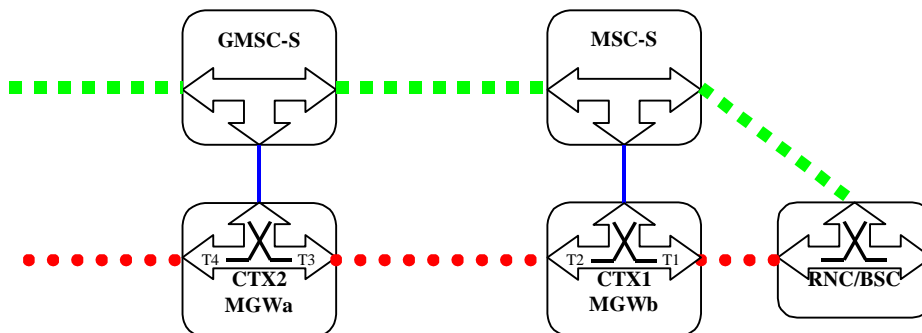 GMSC-S
MSC-S
T4
T3
CTX2
MGWa
T2
T1
CTX1
MGWb
RNC/BSC